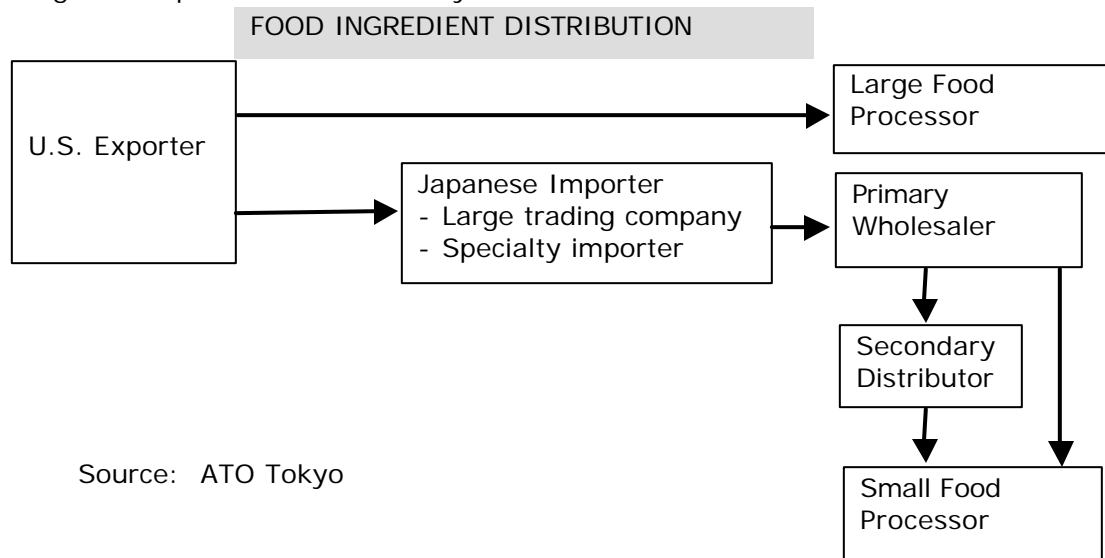 FOOD INGREDIENT DISTRIBUTION
U.S. Exporter
Large Food
Processor
Japanese Importer
- Large trading company
- Specialty importer
Primary
Wholesaler
Secondary
Distributor
Source: ATO Tokyo
Small Food
Processor